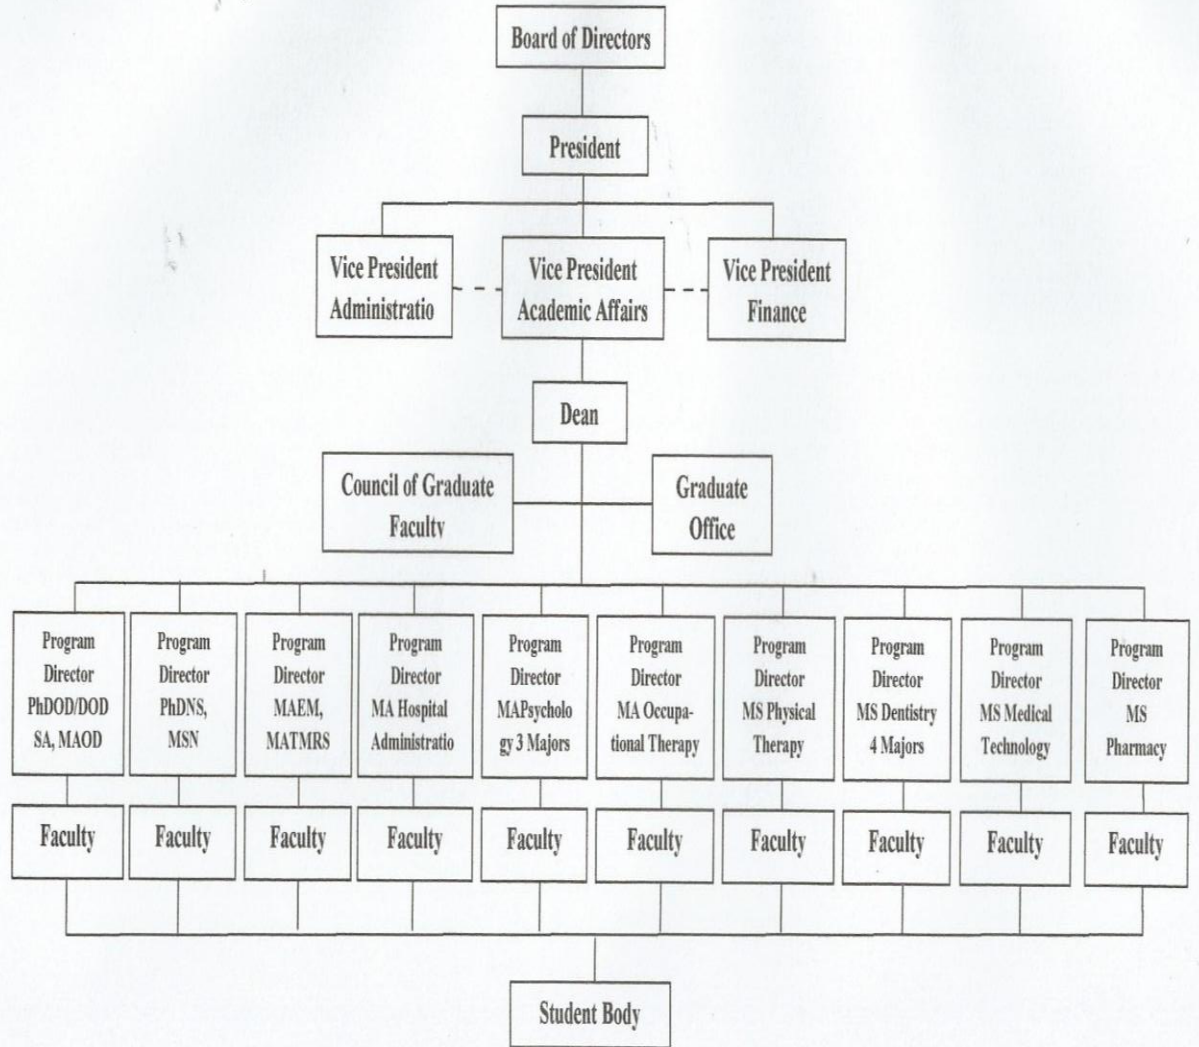 Board of Directors
President
Vice President
Administratio
Vice President
Academic Affairs
Vice President
Finance
Dean
Council of Graduate
Faculty
Graduate
Office
Program
Director
PhDOD/DOD
SA, MAOD
Program
Director
PhDNS,
MSN
Program
Director
MAEM,
MATMRS
Program
Director
MA Hospital
Administratio
Program
Director
MAPsycholo
gy 3 Majors
Program
Director
MA Occupa-
tional Therapy
Program
Director
MS Physical
Therapy
Program
Director
MS Dentistry
4 Majors
Program
Director
MS Medical
Technology
Program
Director
MS
Pharmacy
Faculty
Faculty
Faculty
Faculty
Faculty
Faculty
Faculty
Faculty
Faculty
Faculty
Student Body